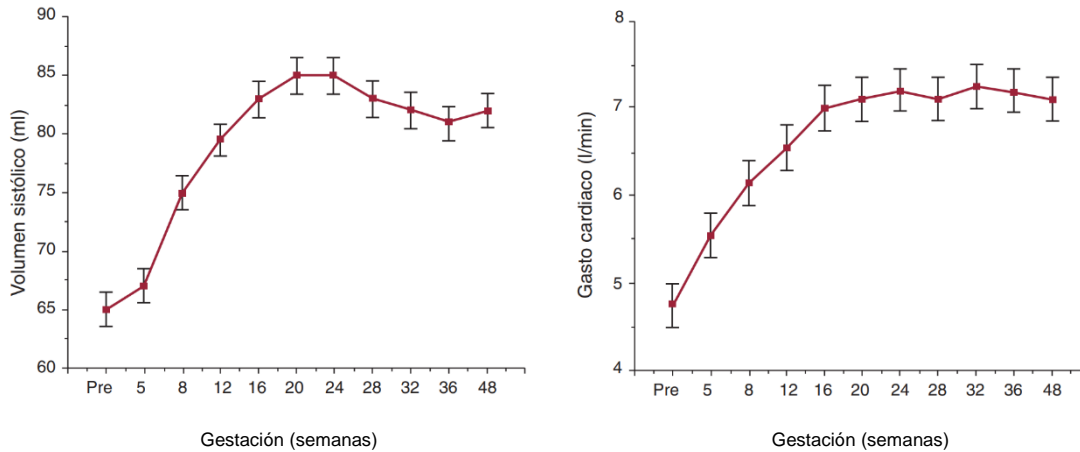 90
85
80
75
70
65
60
Volumen sistólico (ml)
Pre 5 8 12 16 20 24 28 32 36 48
Gestación (semanas)
8
7
6
5
4
Gasto cardiaco (l/min)
Pre 5 8 12 16 20 24 28 32 36 48
Gestación (semanas)